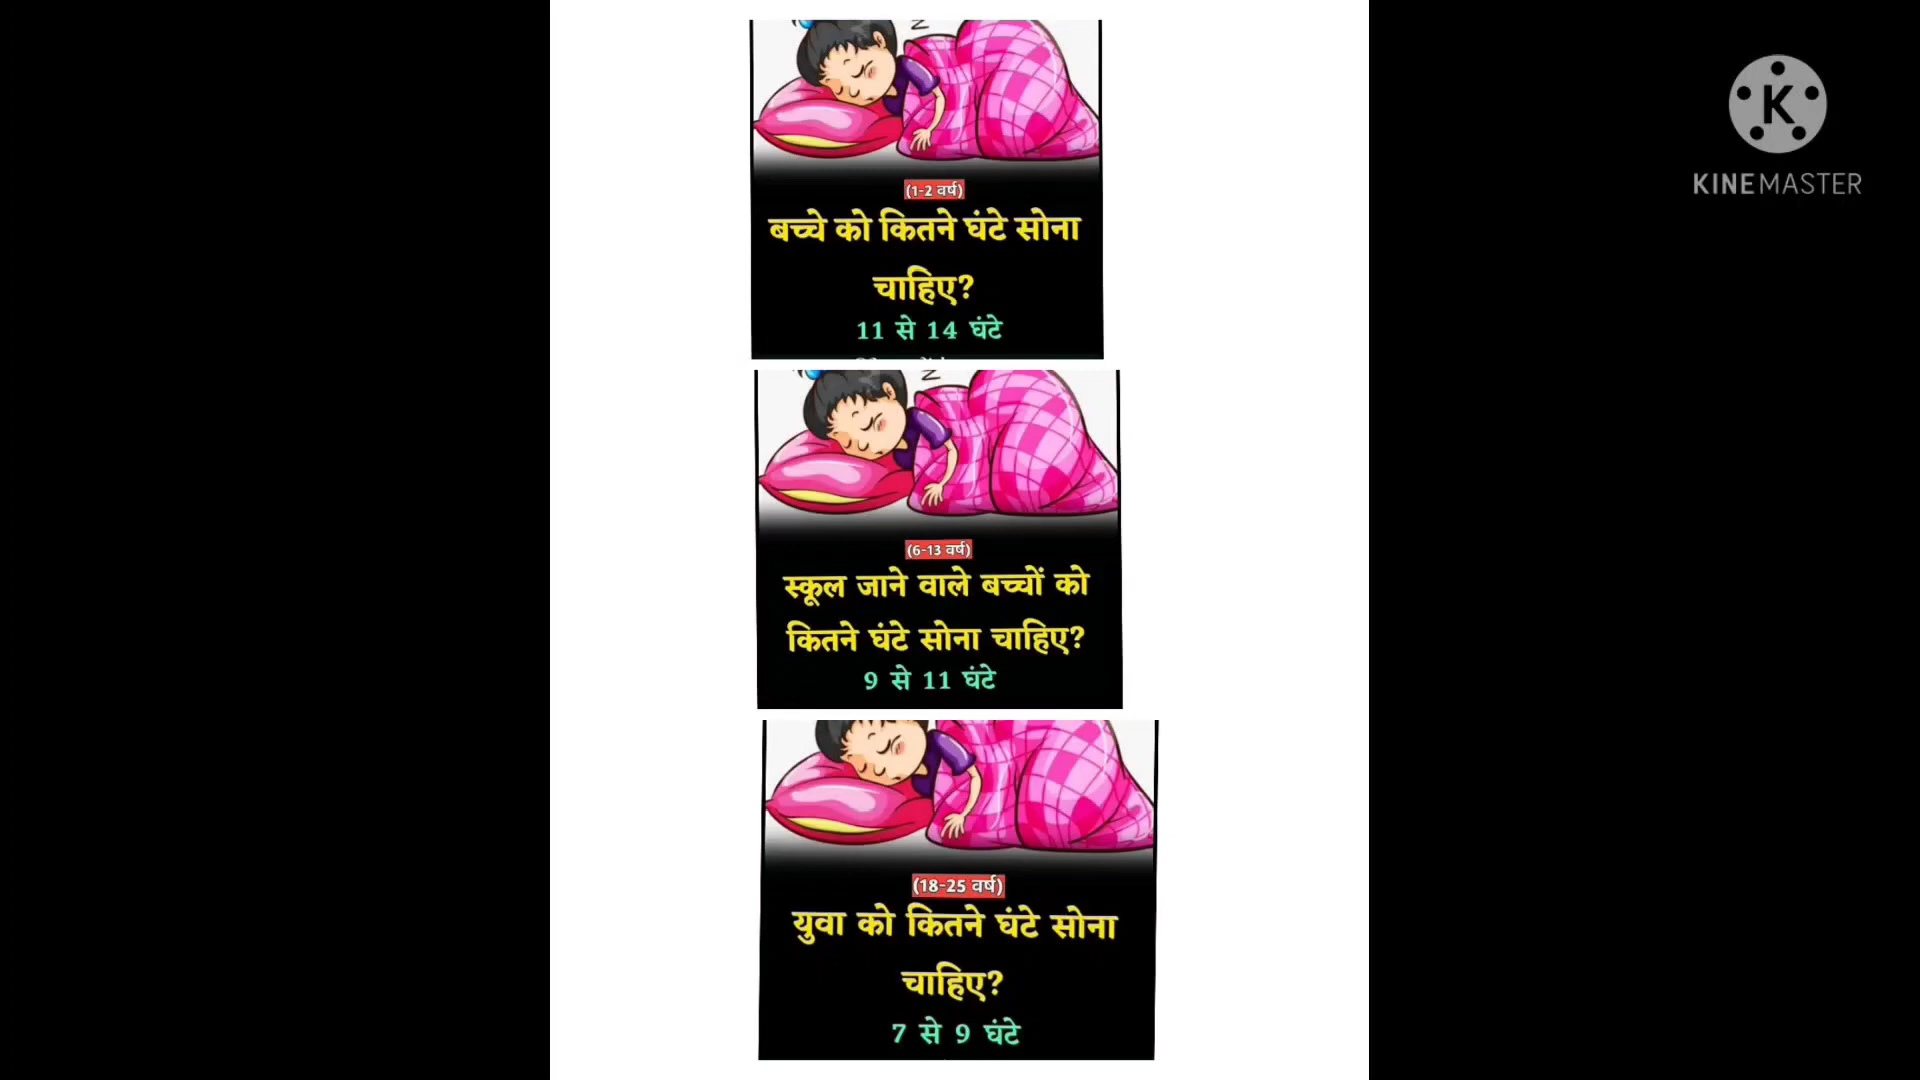 KINEMASTER
(1-2 वर्ष)
बच्चे को कितने घंटे सोना
चाहिए?
11 से 14 घंटे
(6-13 वर्ष)
स्कूल जाने वाले बच्चों को
कितने घंटे सोना चाहिए?
9 से 11 घंटे
(18-25 वर्ष)
युवा को कितने घंटे सोना
चाहिए?
7 से 9 घंटे